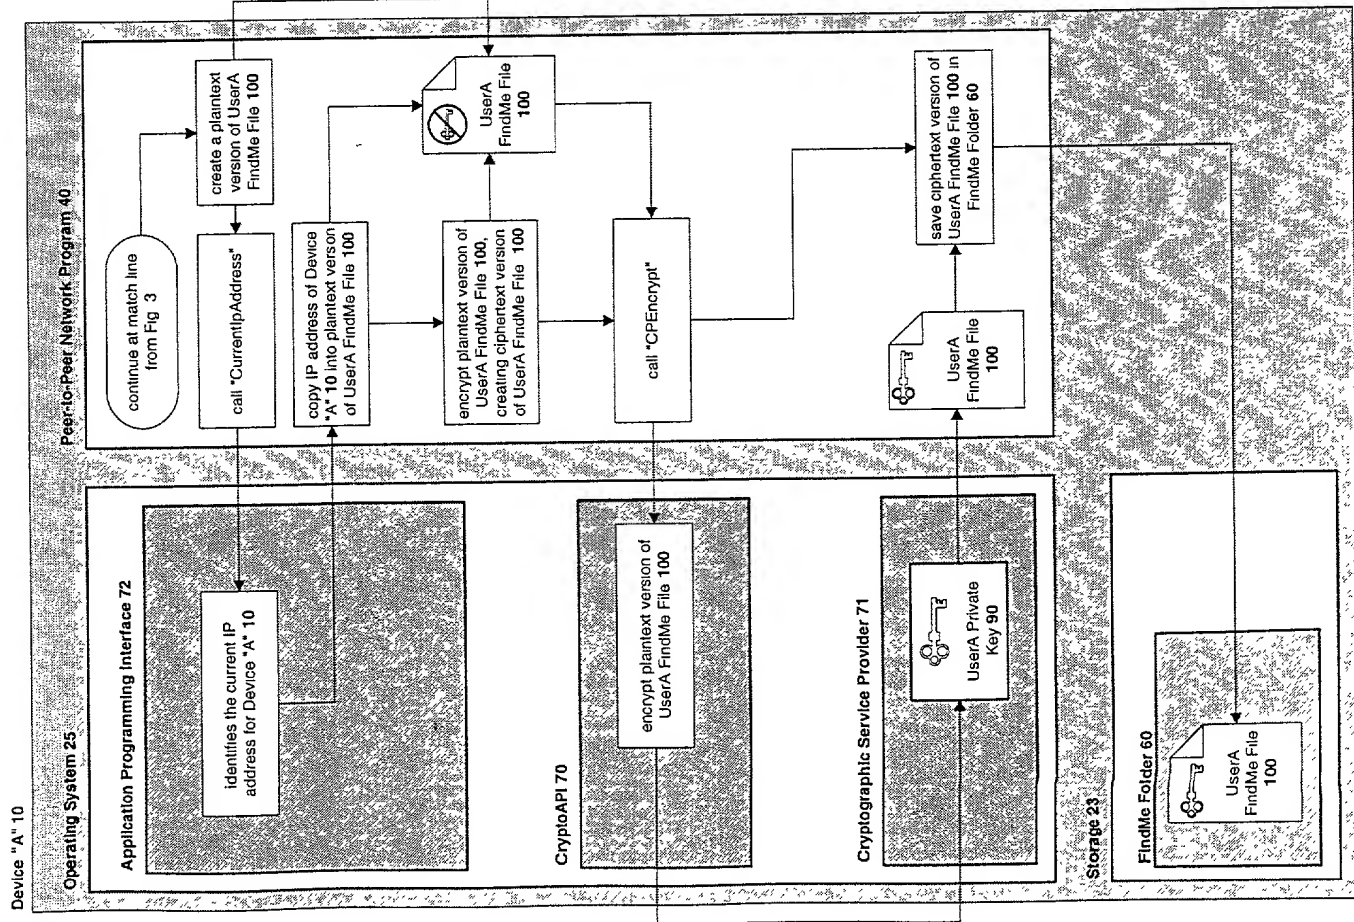 Device "A" 10
Operating System 25
Peer-to-Peer Network Program 40
continue at match line
from Fig 3
create a plaintext
version of UserA
FindMe File 100
call "CurrentIpAddress"
Application Programming Interface 72
identifies the current IP
address for Device "A" 10
copy IP address of Device
"A" 10 into plaintext version
of UserA FindMe File 100
UserA
FindMe File
100
encrypt plaintext version of
UserA FindMe File 100,
creating ciphertext version
of UserA FindMe File 100
CryptoAPI 70
encrypt plaintext version of
UserA FindMe File 100
call "CPEncrypt"
Cryptographic Service Provider 71
UserA Private
Key 90
UserA
FindMe File
100
save ciphertext version of
UserA FindMe File 100 in
FindMe Folder 60
Storage 23
FindMe Folder 60
UserA
FindMe File
100